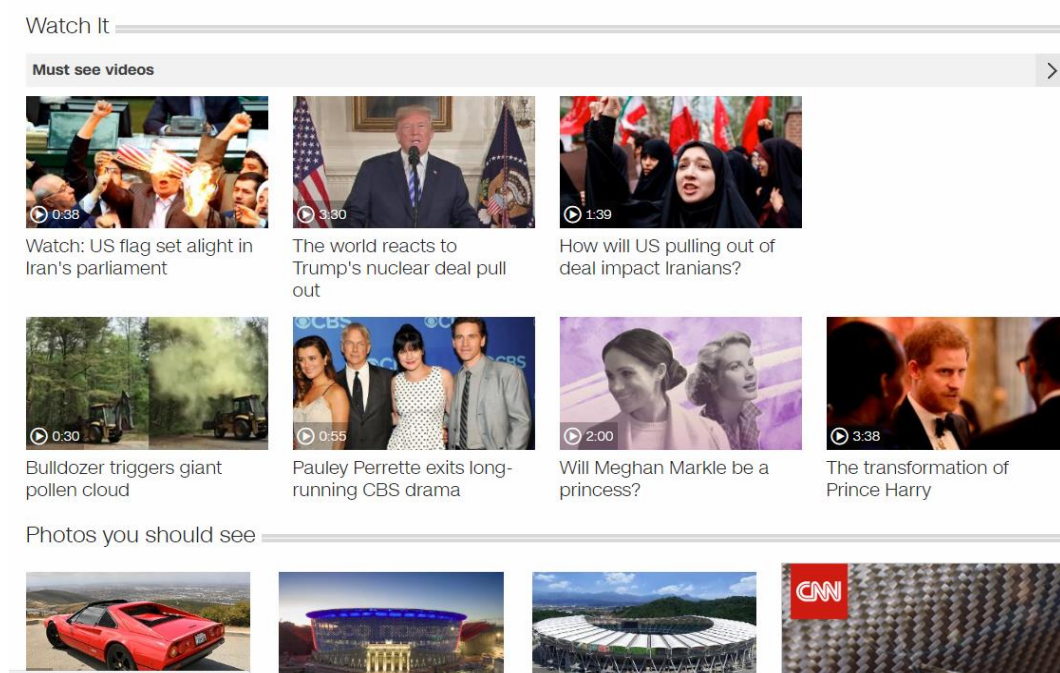 Watch It
Must see videos
0:38
3:30
1:39
Watch: US flag set alight in
Iran's parliament
The world reacts to
Trump's nuclear deal pull
out
How will US pulling out of
deal impact Iranians?
CBS
CBS
0:30
0:55
2:00
3:38
Bulldozer triggers giant
pollen cloud
Pauley Perrette exits long-
running CBS drama
Will Meghan Markle be a
princess?
The transformation of
Prince Harry
Photos you should see
CNN